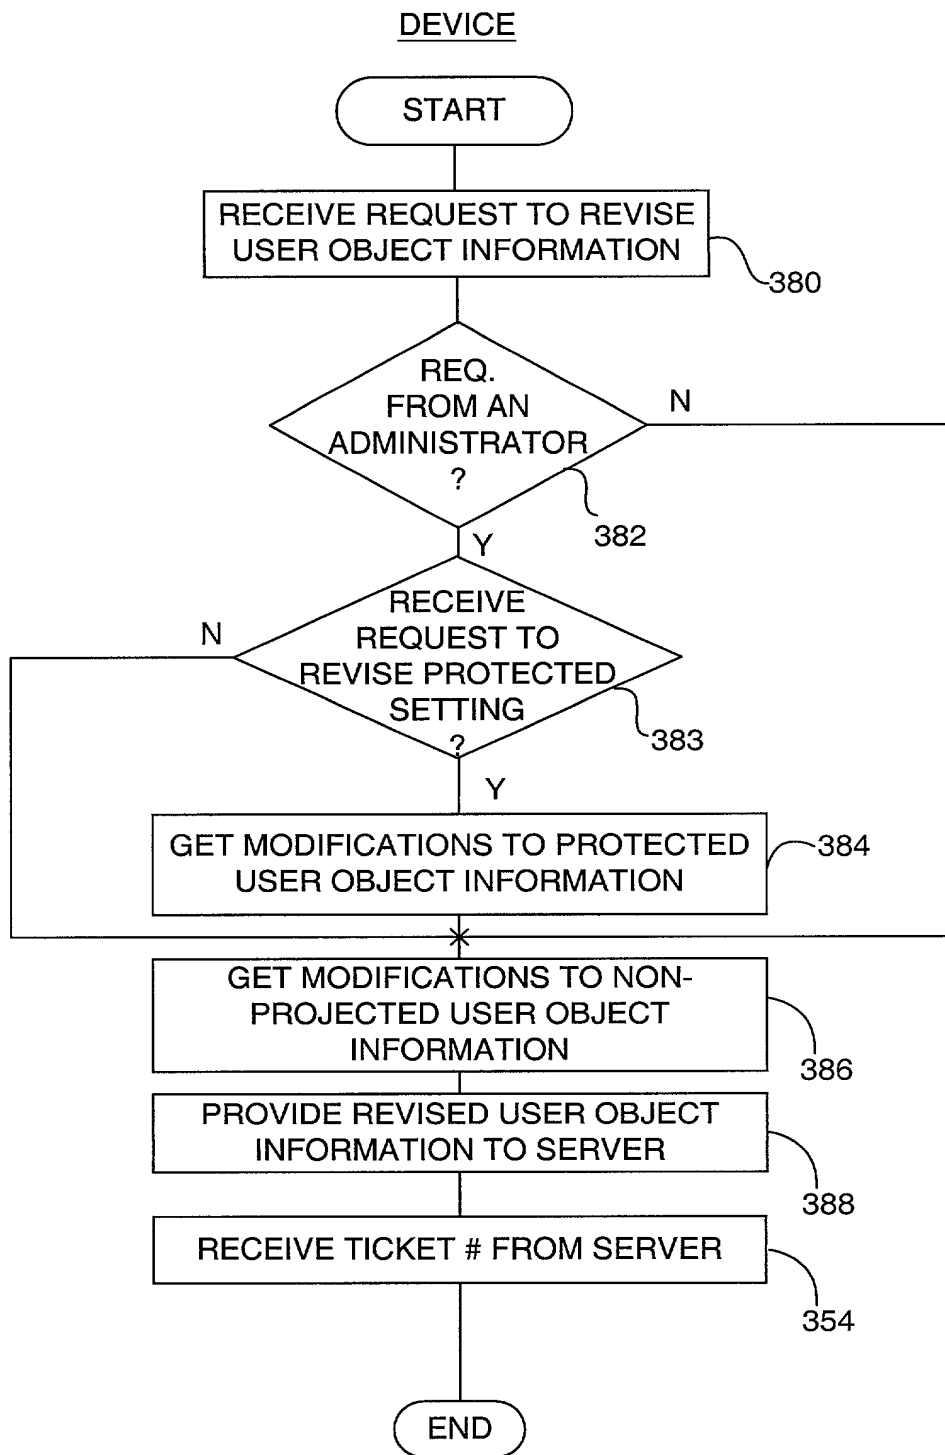 DEVICE
START
RECEIVE REQUEST TO REVISE
USER OBJECT INFORMATION
380
REQ.
FROM AN
ADMINISTRATOR
?
N
382
Y
RECEIVE
REQUEST TO
REVISE PROTECTED
SETTING
?
N
383
Y
GET MODIFICATIONS TO PROTECTED
USER OBJECT INFORMATION
384
GET MODIFICATIONS TO NON-
PROJECTED USER OBJECT
INFORMATION
386
PROVIDE REVISED USER OBJECT
INFORMATION TO SERVER
388
RECEIVE TICKET # FROM SERVER
354
END